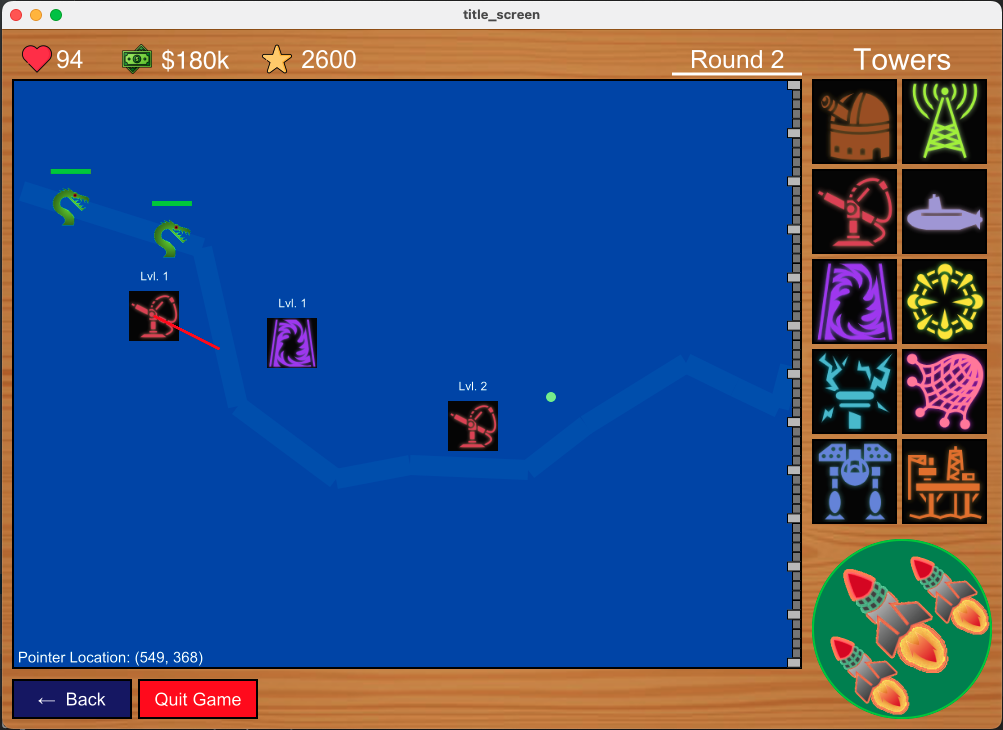 title_screen
94
$180k
2600
Round 2
Towers
Lvl. 1
Lvl. 1
Lvl. 2
Pointer Location: (549, 368)
← Back
Quit Game